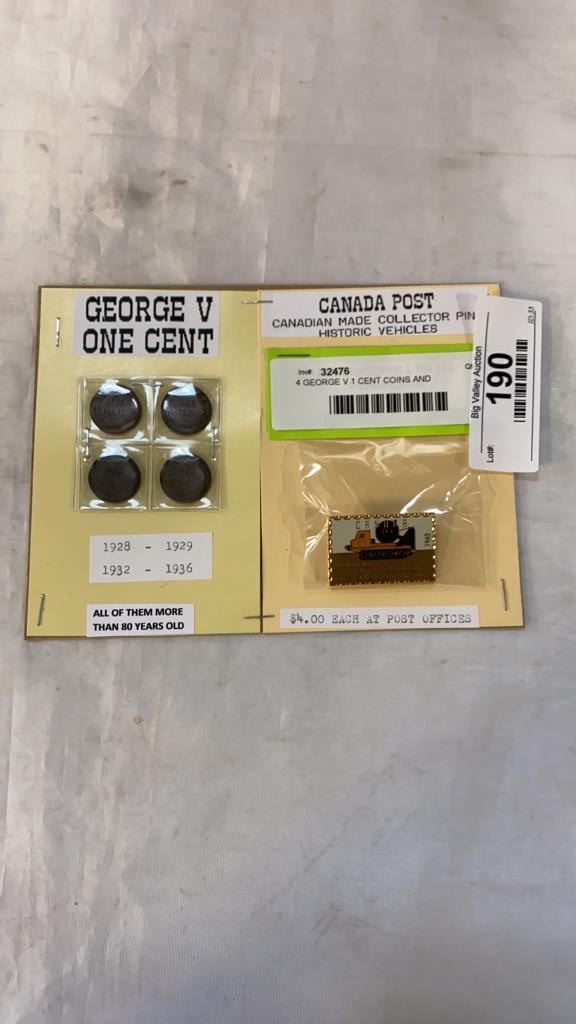 GEORGE V
ONE CENT
1928 - 1929
1932 - 1936
ALL OF THEM MORE
THAN 80 YEARS OLD
CANADA POST
CANADIAN MADE COLLECTOR PIN
HISTORIC VEHICLES
Inv#: 32476
4 GEORGE V 1 CENT COINS AND
Big Valley Auction
190
Lot#:
CANADA
$4.00 EACH AT POST OFFICES